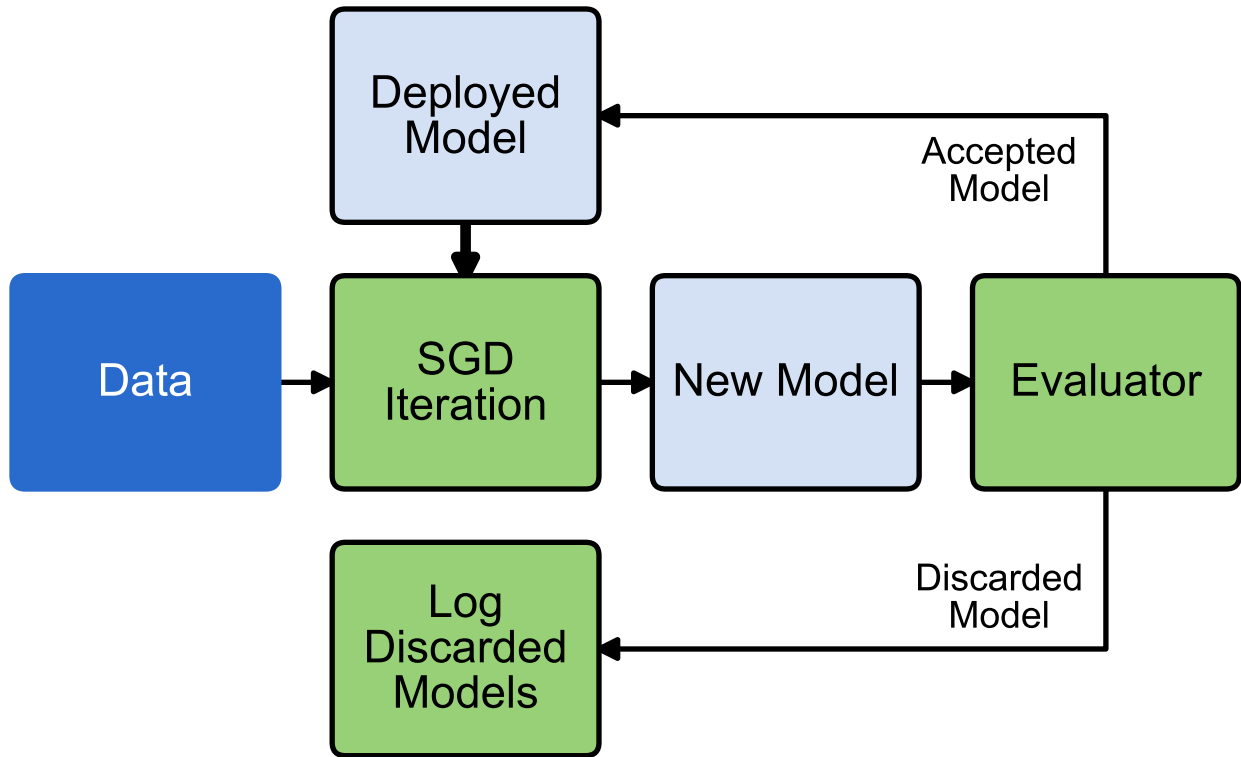 Deployed
Model
Accepted
Model
Data
SGD
Iteration
New Model
Evaluator
Log
Discarded
Models
Discarded
Model